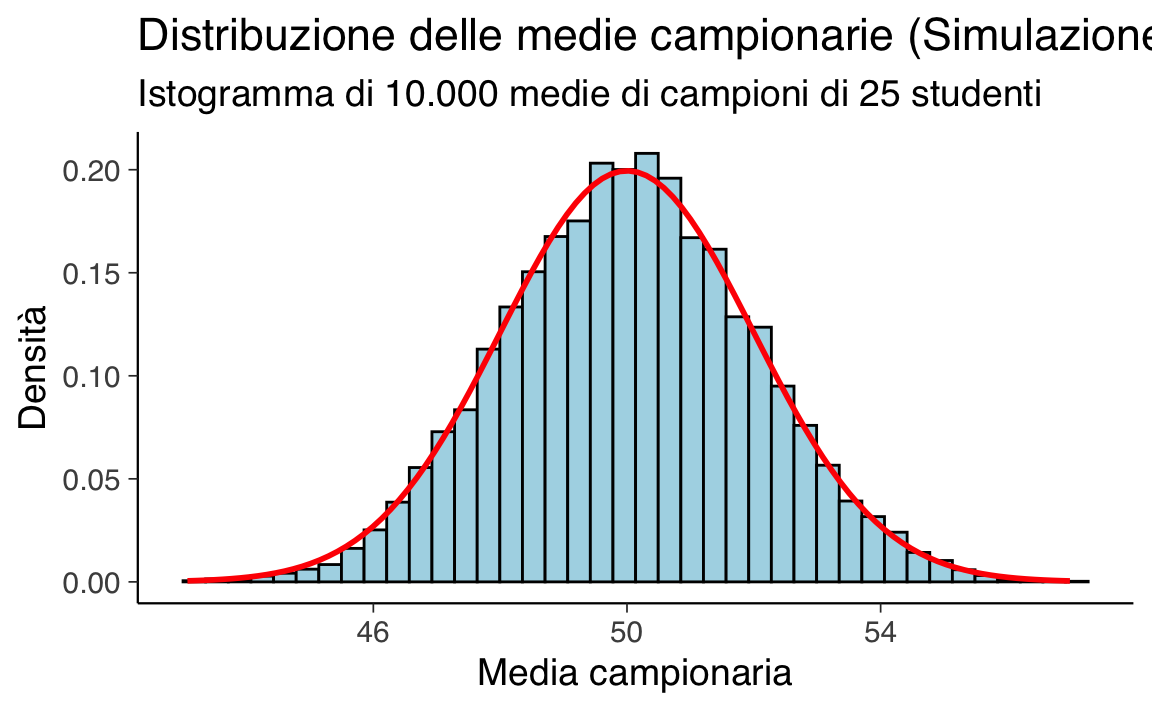 Distribuzione delle medie campionarie (Simulazione
Istogramma di 10.000 medie di campioni di 25 studenti
Densità
0.20
0.15
0.10
0.05
0.00
46 50 54
Media campionaria